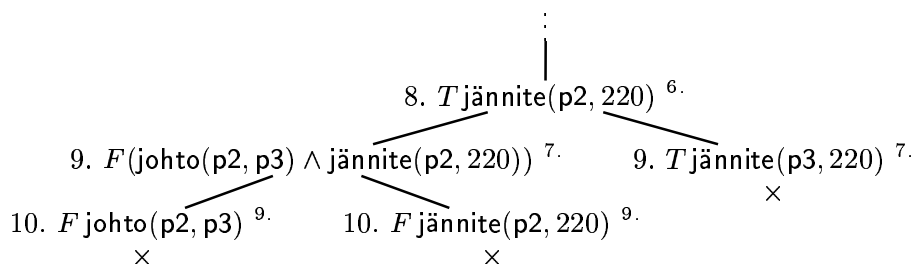 8. T jännite(p2, 220) 6.
9. F(johto(p2, p3) ∧ jännite(p2, 220)) 7. 9. T jännite(p3, 220) 7.
×
10. F johto(p2, p3) 9. 10. F jännite(p2, 220) 9.
× ×